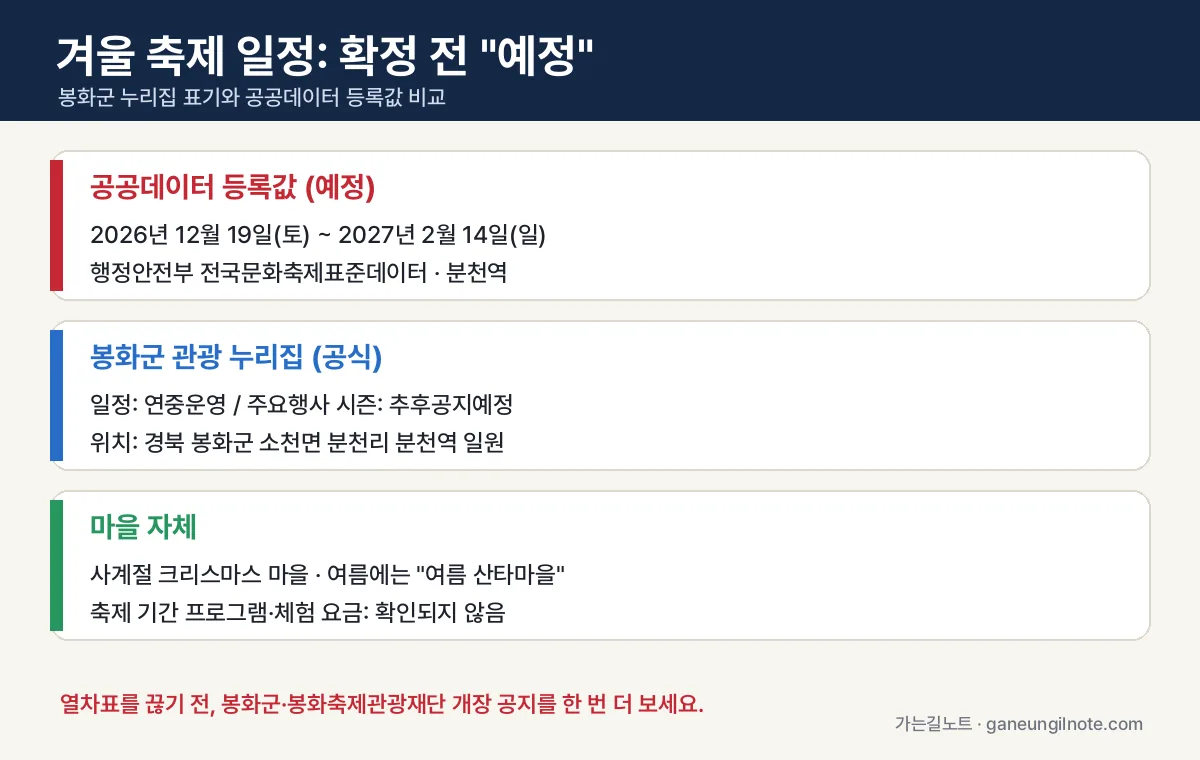 겨울 축제 일정: 확정 전 "예정"
봉화군 누리집 표기와 공공데이터 등록값 비교
공공데이터 등록값 (예정)
2026년 12월 19일(토) ~ 2027년 2월 14일(일)
행정안전부 전국문화축제표준데이터 · 분천역
봉화군 관광 누리집 (공식)
일정: 연중운영 / 주요행사 시즌: 추후공지예정
위치: 경북 봉화군 소천면 분천리 분천역 일원
마을 자체
사계절 크리스마스 마을 · 여름에는 "여름 산타마을"
축제 기간 프로그램·체험 요금: 확인되지 않음
열차표를 끊기 전, 봉화군·봉화축제관광재단 개장 공지를 한 번 더 보세요.
가는길노트 · ganeungilnote.com